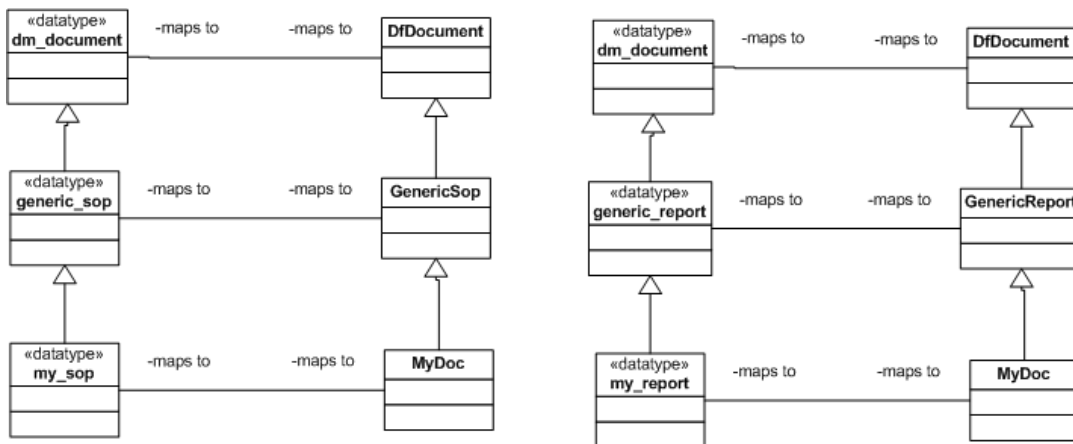 «datatype»
dm_document
-maps to
-maps to
DfDocument
«datatype»
generic_sop
-maps to
-maps to
GenericSop
«datatype»
my_sop
-maps to
-maps to
MyDoc
«datatype»
dm_document
-maps to
-maps to
DfDocument
«datatype»
generic_report
-maps to
-maps to
GenericReport
«datatype»
my_report
-maps to
-maps to
MyDoc